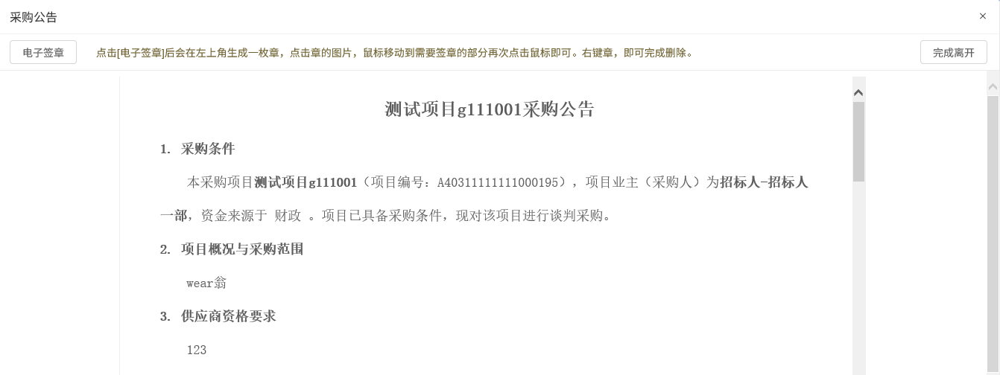 采购公告 ×
电子签章 点击[电子签章]后会在左上角生成一枚章，点击章的图片，鼠标移动到需要签章的部分再次点击鼠标即可。右键章，即可完成删除。 完成离开
测试项目g111001采购公告
1. 采购条件
本采购项目测试项目g111001（项目编号：A40311111111000195），项目业主（采购人）为招标人-招标人
一部，资金来源于 财政 。项目已具备采购条件，现对该项目进行谈判采购。
2. 项目概况与采购范围
wear翁
3. 供应商资格要求
123